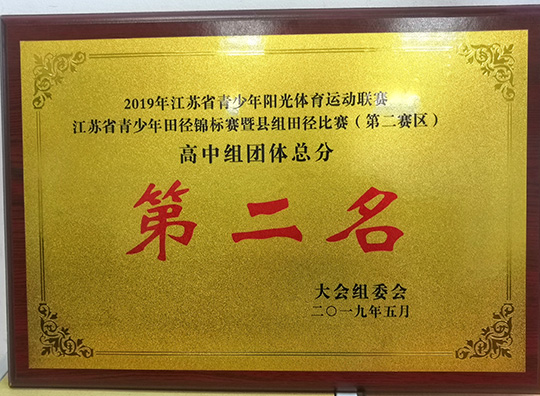 2019年江苏省青少年阳光体育运动联赛
江苏省青少年田径锦标赛暨县组田径比赛（第二赛区）
高中组团体总分
第二名
大会组委会
二〇一九年五月